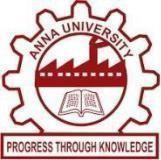 ANNA UNIVERSITY
PROGRESS THROUGH KNOWLEDGE